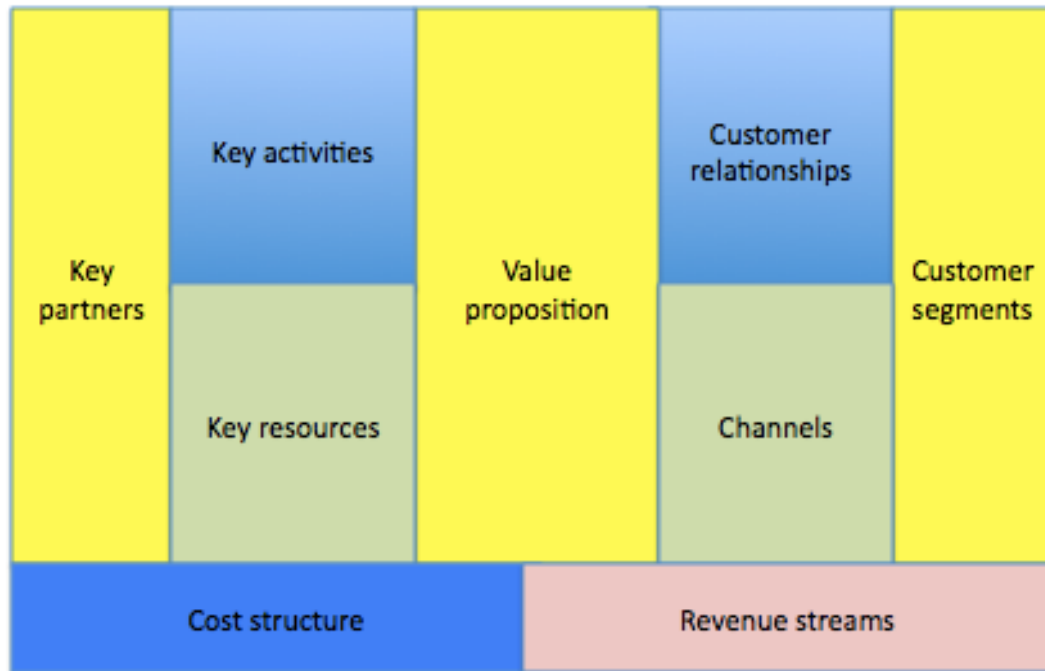 Key
partners
Key activities
Key resources
Value
proposition
Customer
relationships
Channels
Customer
segments
Cost structure
Revenue streams